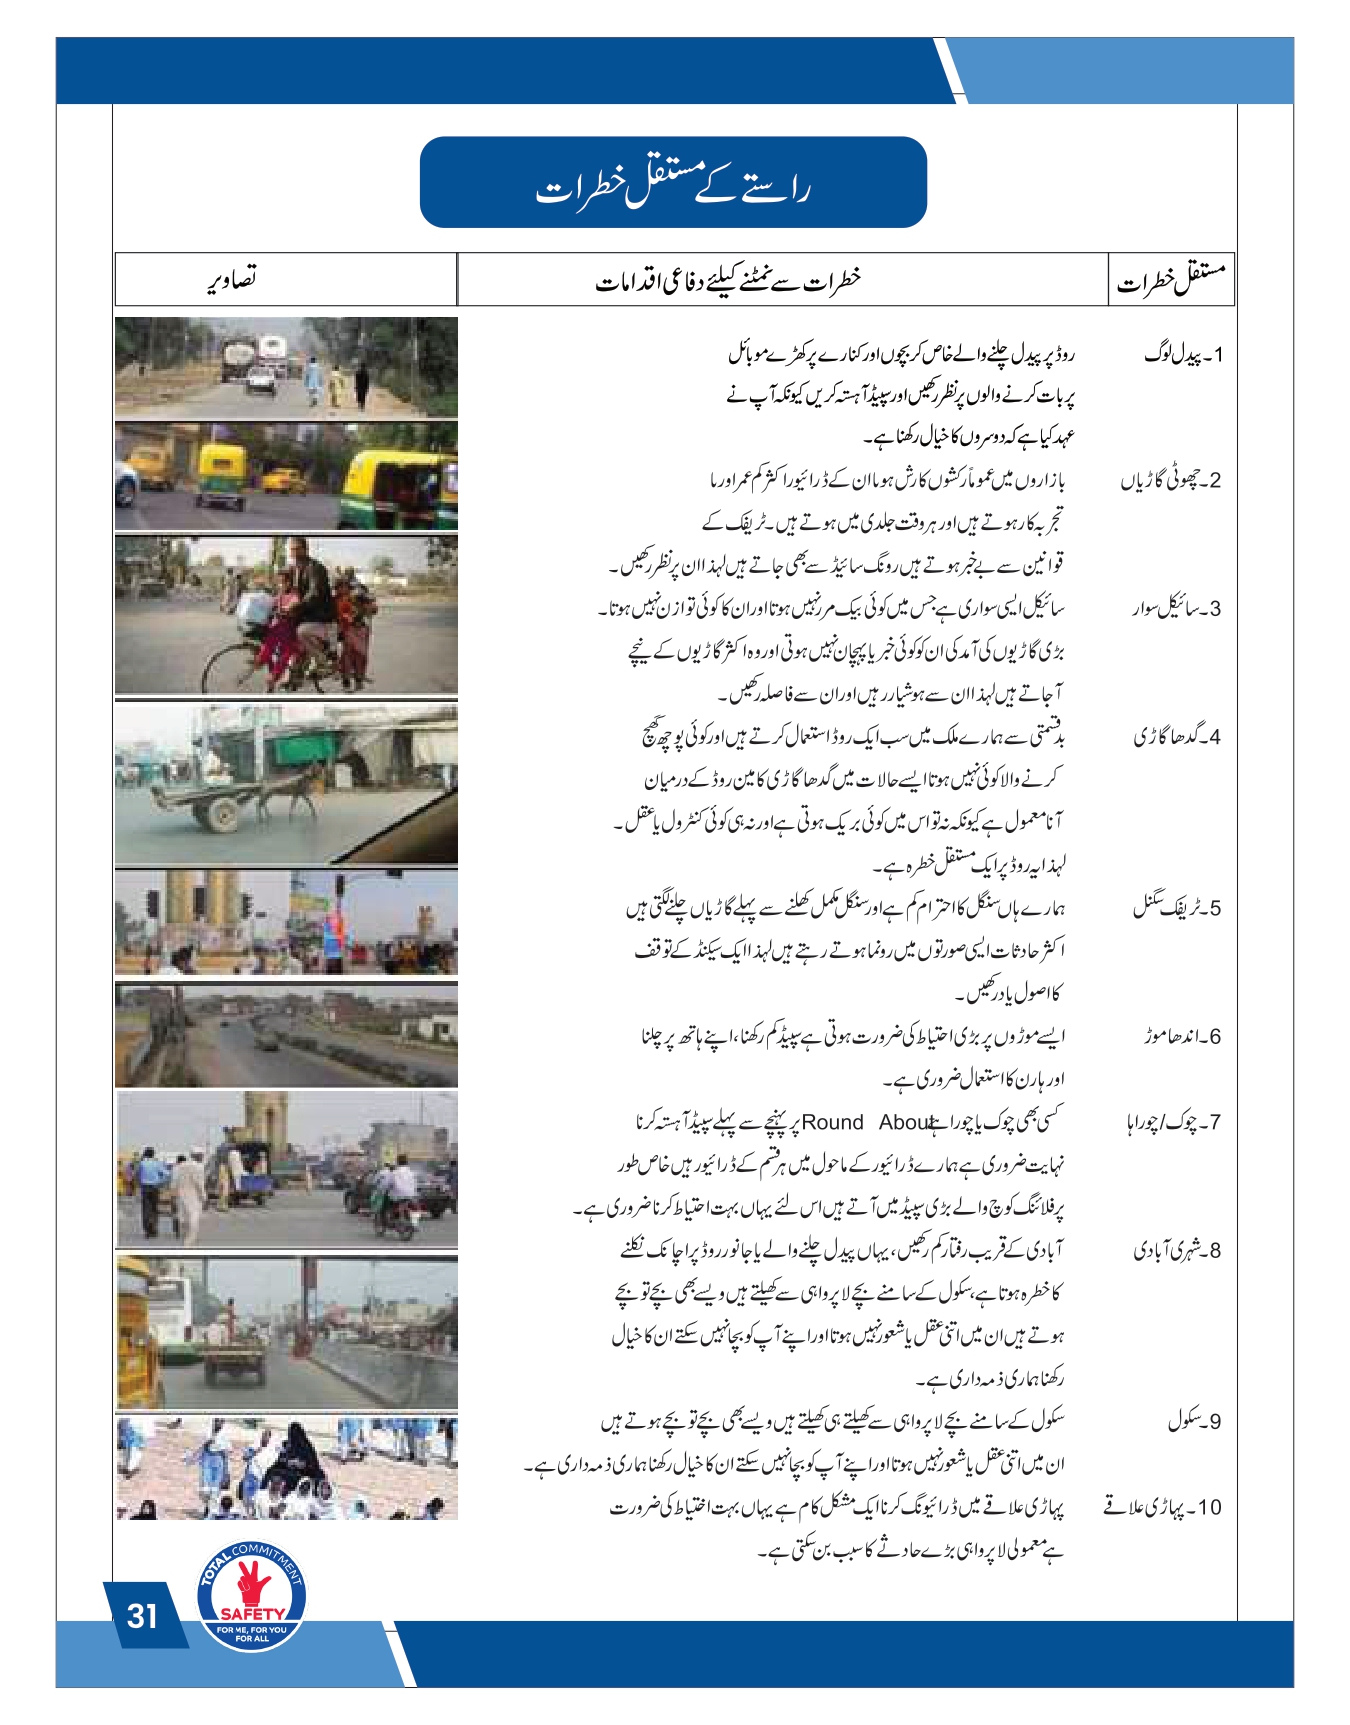 راستے کے مستقل خطرات
مستقل خطرات
خطرات سے نمٹنے کیلئے دفاعی اقدامات
تصاویر
1۔ پیدل لوگ
روڈ پر پیدل چلنے والے خاص کر بچوں اور کنارے پر کھڑے موبائل
پر بات کرنے والوں پر نظر رکھیں اور سپیڈ آہستہ کریں کیونکہ آپ نے
عہد کیا ہے کہ دوسروں کا خیال رکھنا ہے۔
2۔ چھوٹی گاڑیاں
بازاروں میں عموماً رکشوں کا رش ہوما ان کے ڈرائیور اکثر کم عمر اور ما
تجربہ کار ہوتے ہیں اور ہر وقت جلدی میں ہوتے ہیں۔ ٹریفک کے
قوانین سے بے خبر ہوتے ہیں رونگ سائیڈ سے بھی جاتے ہیں لہذا ان پر نظر رکھیں ۔
3۔ سائیکل سوار
سائیکل ایسی سواری ہے جس میں کوئی بیک مرر نہیں ہوتا اور ان کا کوئی توازن نہیں ہوتا۔
بڑی گاڑیوں کی آمد کی ان کو کوئی خبر یا پہچان نہیں ہوتی اور وہ اکثر گاڑیوں کے نیچے
آجاتے ہیں لہذا ان سے ہوشیار رہیں اور ان سے فاصلہ رکھیں ۔
4۔ گدھا گاڑی
بدقسمتی سے ہمارے ملک میں سب ایک روڈ استعمال کرتے ہیں اور کوئی پوچھ گچھ
کرنے والا کوئی نہیں ہوتا ایسے حالات میں گدھا گاڑی کا مین روڈ کے درمیان
آنا معمول ہے کیونکہ نہ تو اس میں کوئی بریک ہوتی ہے اور نہ ہی کوئی کنٹرول یا عقل ۔
لہذا یہ روڈ پر ایک مستقل خطرہ ہے۔
5۔ ٹریفک سگنل
ہمارے ہاں سنگل کا احترام کم ہے اور سنگل مکمل کھلنے سے پہلے گاڑیاں چلنے لگتی ہیں
اکثر حادثات ایسی صورتوں میں رونما ہوتے رہتے ہیں لہذا ایک سیکنڈ کے توقف
کا اصول یاد رکھیں ۔
6۔ اندھا موڑ
ایسے موڑوں پر بڑی احتیاط کی ضرورت ہوتی ہے سپیڈ کم رکھنا، اپنے ہاتھ پر چلنا
اور ہارن کا استعمال ضروری ہے۔
7۔ چوک/ چوراہا
کسی بھی چوک یا چوراہے Round About پر پہنچے سے پہلے سپیڈ آہستہ کرنا
نہایت ضروری ہے ہمارے ڈرائیور کے ماحول میں ہر قسم کے ڈرائیور ہیں خاص طور
پر فلائنگ کوچ والے بڑی سپیڈ میں آتے ہیں اس لئے یہاں بہت احتیاط کرنا ضروری ہے۔
8۔ شہری آبادی
آبادی کے قریب رفتار کم رکھیں، یہاں پیدل چلنے والے یا جانور روڈ پر اچانک نکلنے
کا خطرہ ہوتا ہے، سکول کے سامنے بچے لا پرواہی سے کھیلتے ہیں ویسے بھی بچے تو بچے
ہوتے ہیں ان میں اتنی عقل یا شعور نہیں ہوتا اور اپنے آپ کو بچا نہیں سکتے ان کا خیال
رکھنا ہماری ذمہ داری ہے۔
9۔ سکول
سکول کے سامنے بچے لا پرواہی سے کھیلتے ہی کھیلتے ہیں ویسے بھی بچے تو بچے ہوتے ہیں
ان میں اتنی عقل یا شعور نہیں ہوتا اور اپنے آپ کو بچا نہیں سکتے ان کا خیال رکھنا ہماری ذمہ داری ہے۔
10۔ پہاڑی علاقے
پہاڑی علاقے میں ڈرائیونگ کرنا ایک مشکل کام ہے یہاں بہت اختیاط کی ضرورت
ہے معمولی لا پرواہی بڑے حادثے کا سبب بن سکتی ہے۔
TOTAL COMMITMENT
SAFETY
FOR ME, FOR YOU
FOR ALL
31